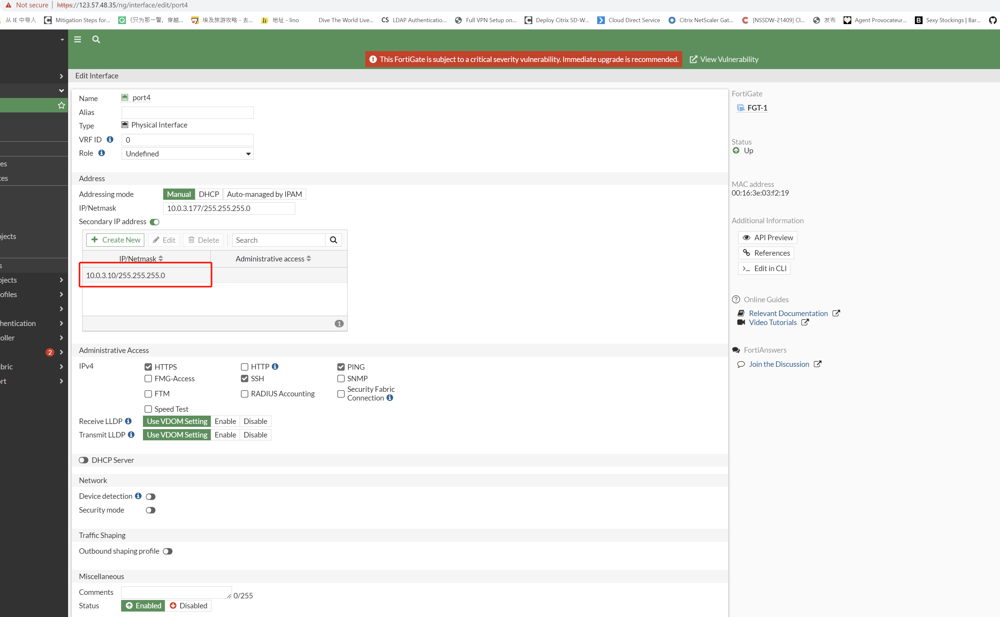 Not secure https://123.57.48.35/ng/interface/edit/port4
从 IE 中导入 Mitigation Steps for... 《只为那一瞥，穿越... 埃及旅游攻略 - 去... 地址 - lino Dive The World Live... CS LDAP Authenticatio... Full VPN Setup on... Deploy Citrix SD-W... Cloud Direct Service Citrix NetScaler Gat... [NSSDW-21409] Cl... 发布 Agent Provocateur... B Sexy Stockings | Bar...
This FortiGate is subject to a critical severity vulnerability. Immediate upgrade is recommended. View Vulnerability
Edit Interface
Name port4
Alias
Type Physical Interface
VRF ID 0
Role Undefined
Address
Addressing mode Manual DHCP Auto-managed by IPAM
IP/Netmask 10.0.3.177/255.255.255.0
Secondary IP address
Create New Edit Delete Search
IP/Netmask Administrative access
10.0.3.10/255.255.255.0
1
Administrative Access
IPv4 HTTPS HTTP PING
FMG-Access SSH SNMP
FTM RADIUS Accounting Security Fabric
Connection
Speed Test
Receive LLDP Use VDOM Setting Enable Disable
Transmit LLDP Use VDOM Setting Enable Disable
DHCP Server
Network
Device detection
Security mode
Traffic Shaping
Outbound shaping profile
Miscellaneous
Comments 0/255
Status Enabled Disabled
FortiGate
FGT-1
Status
Up
MAC address
00:16:3e:03:f2:19
Additional Information
API Preview
References
Edit in CLI
Online Guides
Relevant Documentation
Video Tutorials
FortiAnswers
Join the Discussion
es
tes
jects
s
jects
ofiles
hentication
oller
2
bric
ort